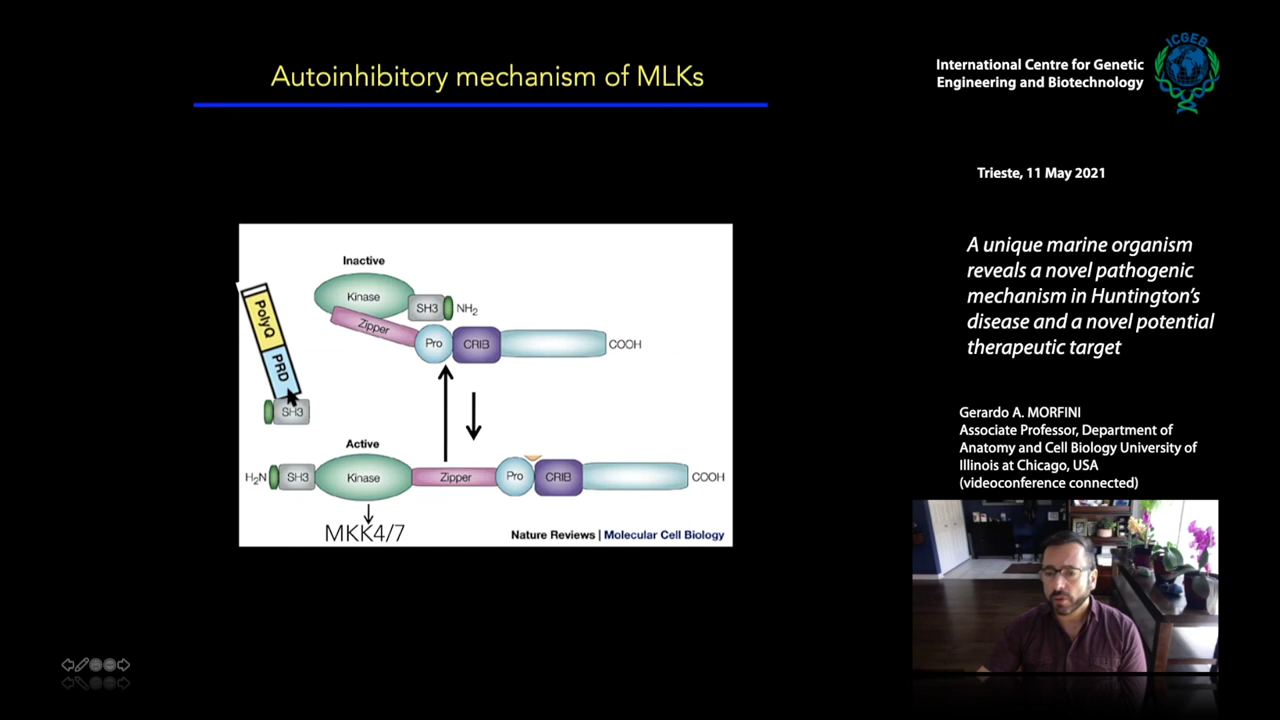 Autoinhibitory mechanism of MLKs
International Centre for Genetic
Engineering and Biotechnology
ICGEB
Trieste, 11 May 2021
A unique marine organism
reveals a novel pathogenic
mechanism in Huntington's
disease and a novel potential
therapeutic target
Gerardo A. MORFINI
Associate Professor, Department of
Anatomy and Cell Biology University of
Illinois at Chicago, USA
(videoconference connected)
Inactive
Kinase
SH3
NH2
Zipper
Pro
CRIB
COOH
PolyQ
PRD
SH3
Active
H2N
SH3
Kinase
Zipper
Pro
CRIB
COOH
MKK4/7
Nature Reviews | Molecular Cell Biology